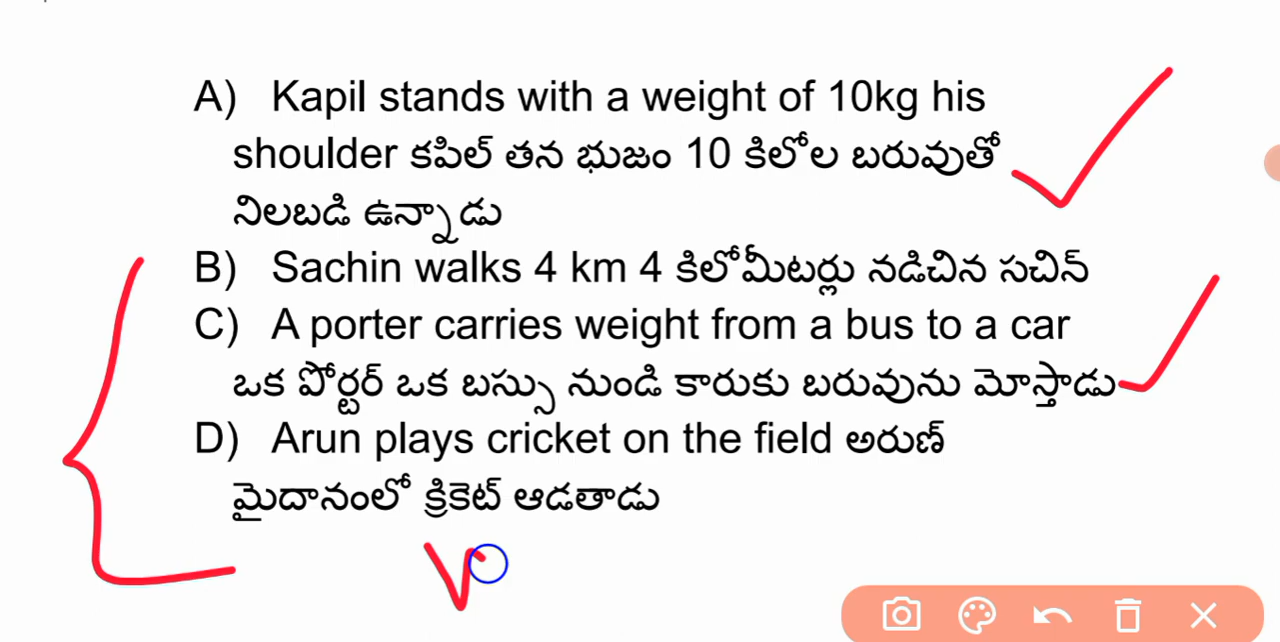 A) Kapil stands with a weight of 10kg his
shoulder కపిల్ తన భుజం 10 కిలోల బరువుతో
నిలబడి ఉన్నాడు
B) Sachin walks 4 km 4 కిలోమీటర్లు నడిచిన సచిన్
C) A porter carries weight from a bus to a car
ఒక పోర్టర్ ఒక బస్సు నుండి కారుకు బరువును మోస్తాడు
D) Arun plays cricket on the field అరుణ్
మైదానంలో క్రికెట్ ఆడతాడు